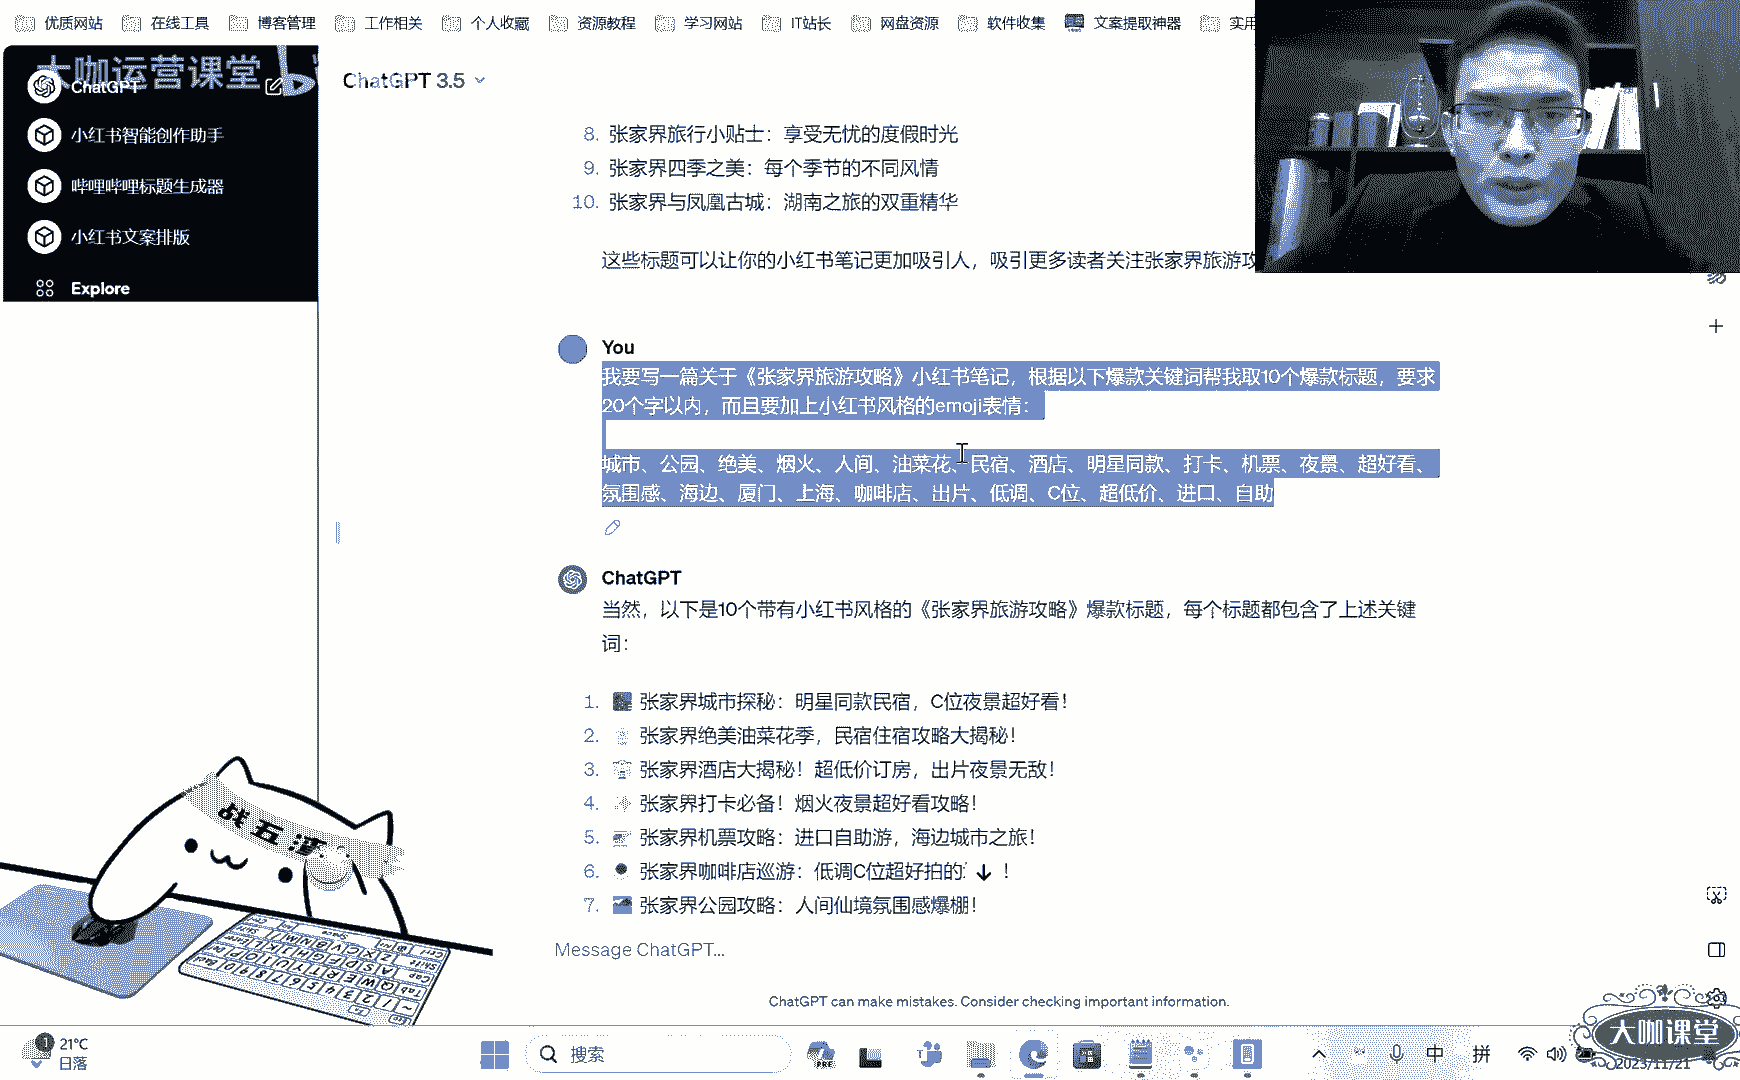 优质网站 在线工具 博客管理 工作相关 个人收藏 资源教程 学习网站 IT站长 网盘资源 软件收集 文案提取神器 实用
大咖运营课堂
ChatGPT
小红书智能创作助手
哔哩哔哩标题生成器
小红书文案排版
Explore
ChatGPT 3.5
8. 张家界旅行小贴士：享受无忧的度假时光
9. 张家界四季之美：每个季节的不同风情
10. 张家界与凤凰古城：湖南之旅的双重精华
这些标题可以让你的小红书笔记更加吸引人，吸引更多读者关注张家界旅游攻
You
我要写一篇关于《张家界旅游攻略》小红书笔记，根据以下爆款关键词帮我取10个爆款标题，要求
20个字以内，而且要加上小红书风格的emoji表情：
城市、公园、绝美、烟火、人间、油菜花、民宿、酒店、明星同款、打卡、机票、夜景、超好看、
氛围感、海边、厦门、上海、咖啡店、出片、低调、C位、超低价、进口、自助
ChatGPT
当然，以下是10个带有小红书风格的《张家界旅游攻略》爆款标题，每个标题都包含了上述关键
词：
1. 张家界城市探秘：明星同款民宿，C位夜景超好看！
2. 张家界绝美油菜花季，民宿住宿攻略大揭秘！
3. 张家界酒店大揭秘！超低价订房，出片夜景无敌！
4. 张家界打卡必备！烟火夜景超好看攻略！
5. 张家界机票攻略：进口自助游，海边城市之旅！
6. 张家界咖啡店巡游：低调C位超好拍的 ！
7. 张家界公园攻略：人间仙境氛围感爆棚！
Message ChatGPT...
ChatGPT can make mistakes. Consider checking important information.
战五渣
1
21℃
日落
搜索
PRE
中
拼
大咖课堂
2023/11/21